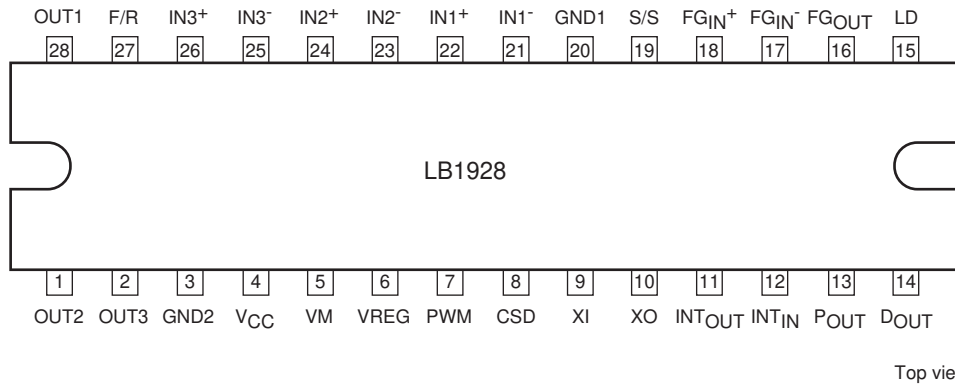 OUT1 F/R IN3+ IN3- IN2+ IN2- IN1+ IN1- GND1 S/S FGIN+ FGIN- FGOUT LD
28 27 26 25 24 23 22 21 20 19 18 17 16 15
LB1928
1 2 3 4 5 6 7 8 9 10 11 12 13 14
OUT2 OUT3 GND2 VCC VM VREG PWM CSD XI XO INTOUT INTIN POUT DOUT
Top vie